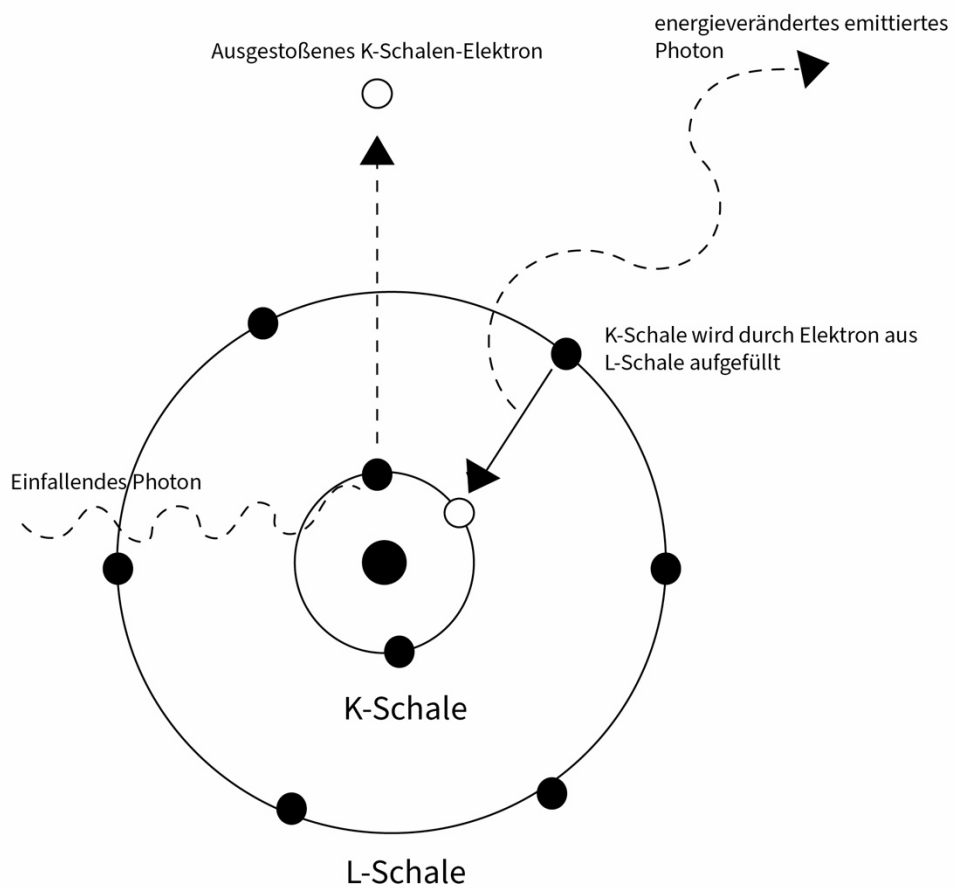 energieverändertes emittiertes
Photon
Ausgestoßenes K-Schalen-Elektron
K-Schale wird durch Elektron aus
L-Schale aufgefüllt
Einfallendes Photon
K-Schale
L-Schale